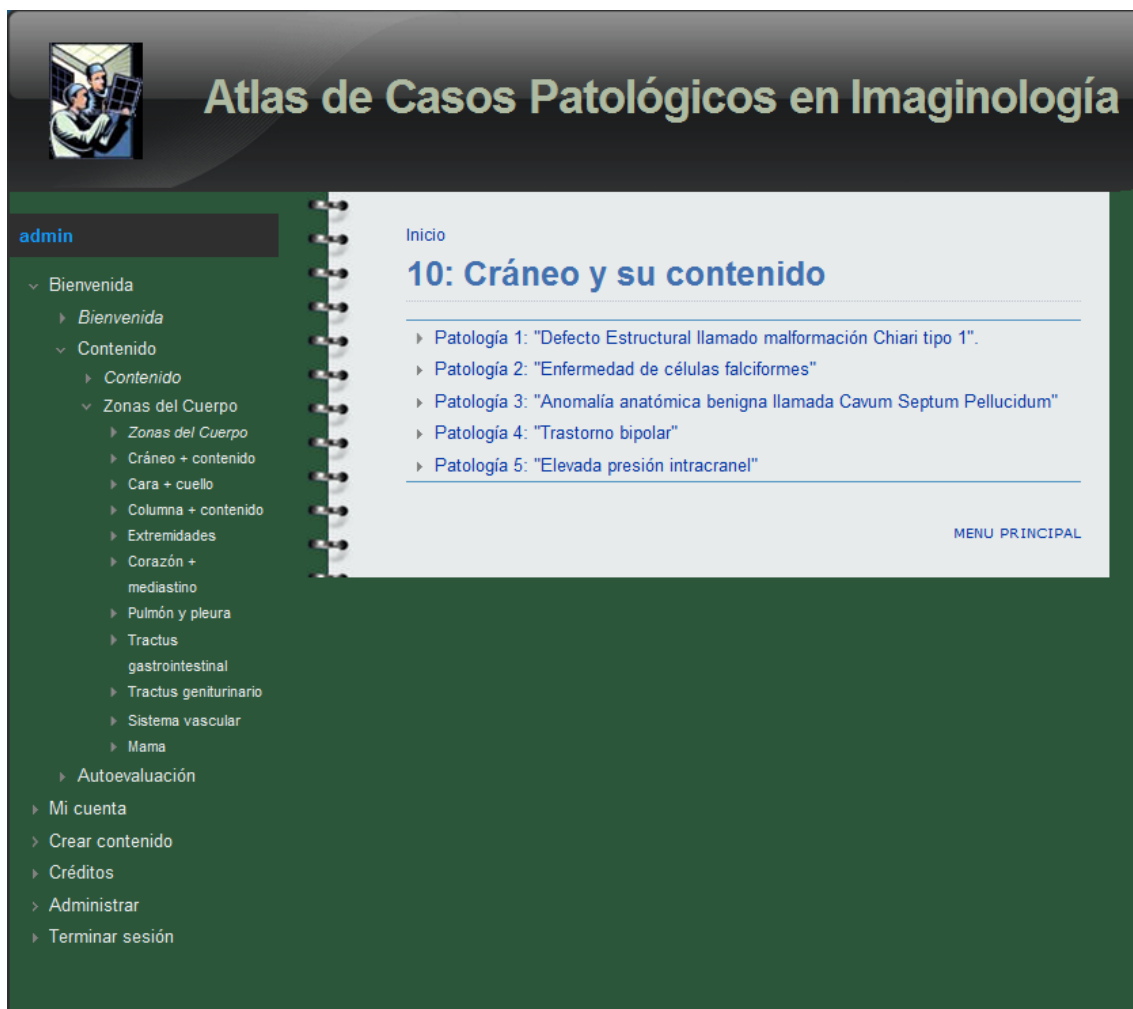 Atlas de Casos Patológicos en Imaginología
admin
Bienvenida
Bienvenida
Contenido
Contenido
Zonas del Cuerpo
Zonas del Cuerpo
Cráneo + contenido
Cara + cuello
Columna + contenido
Extremidades
Corazón +
mediastino
Pulmón y pleura
Tractus
gastrointestinal
Tractus geniturinario
Sistema vascular
Mama
Autoevaluación
Mi cuenta
Crear contenido
Créditos
Administrar
Terminar sesión
Inicio
10: Cráneo y su contenido
Patología 1: "Defecto Estructural llamado malformación Chiari tipo 1".
Patología 2: "Enfermedad de células falciformes"
Patología 3: "Anomalía anatómica benigna llamada Cavum Septum Pellucidum"
Patología 4: "Trastorno bipolar"
Patología 5: "Elevada presión intracranel"
MENU PRINCIPAL